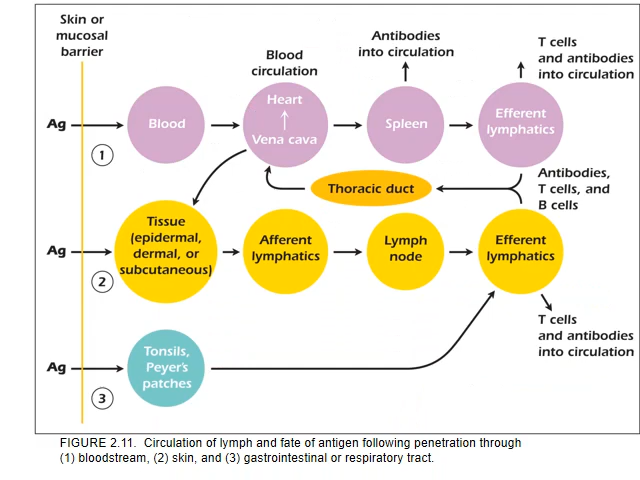 Skin or
mucosal
barrier
Antibodies
into circulation
T cells
and antibodies
into circulation
Blood
circulation
Ag
Blood
Heart
Vena cava
Spleen
Efferent
lymphatics
1
Thoracic duct
Antibodies,
T cells, and
B cells
Ag
Tissue
(epidermal,
dermal, or
subcutaneous)
Afferent
lymphatics
Lymph
node
Efferent
lymphatics
2
T cells
and antibodies
into circulation
Ag
Tonsils,
Peyer's
patches
3
FIGURE 2.11. Circulation of lymph and fate of antigen following penetration through
(1) bloodstream, (2) skin, and (3) gastrointestinal or respiratory tract.